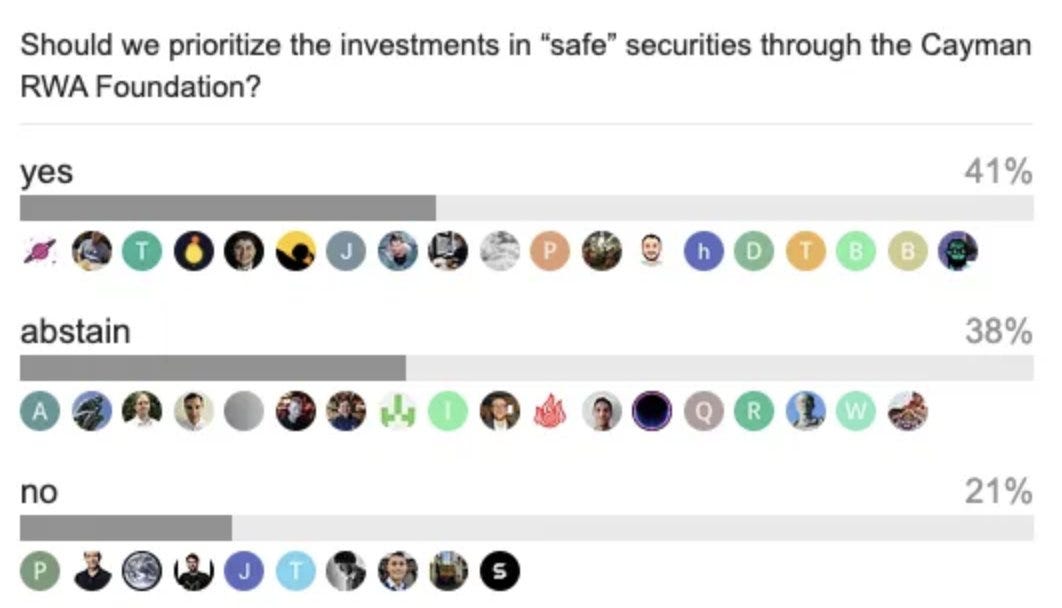 Should we prioritize the investments in “safe” securities through the Cayman
RWA Foundation?
yes 41%
T J P h D T B B
abstain 38%
A I Q R W
no 21%
P J T S